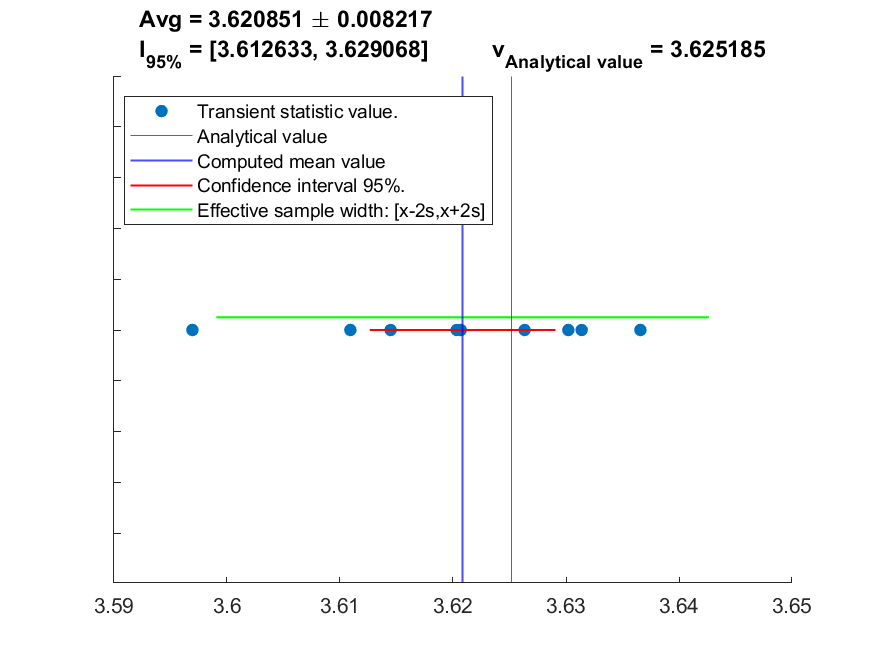 Avg = 3.620851 ± 0.008217
I95% = [3.612633, 3.629068] vAnalytical value = 3.625185
Transient statistic value.
Analytical value
Computed mean value
Confidence interval 95%.
Effective sample width: [x-2s,x+2s]
3.59 3.6 3.61 3.62 3.63 3.64 3.65